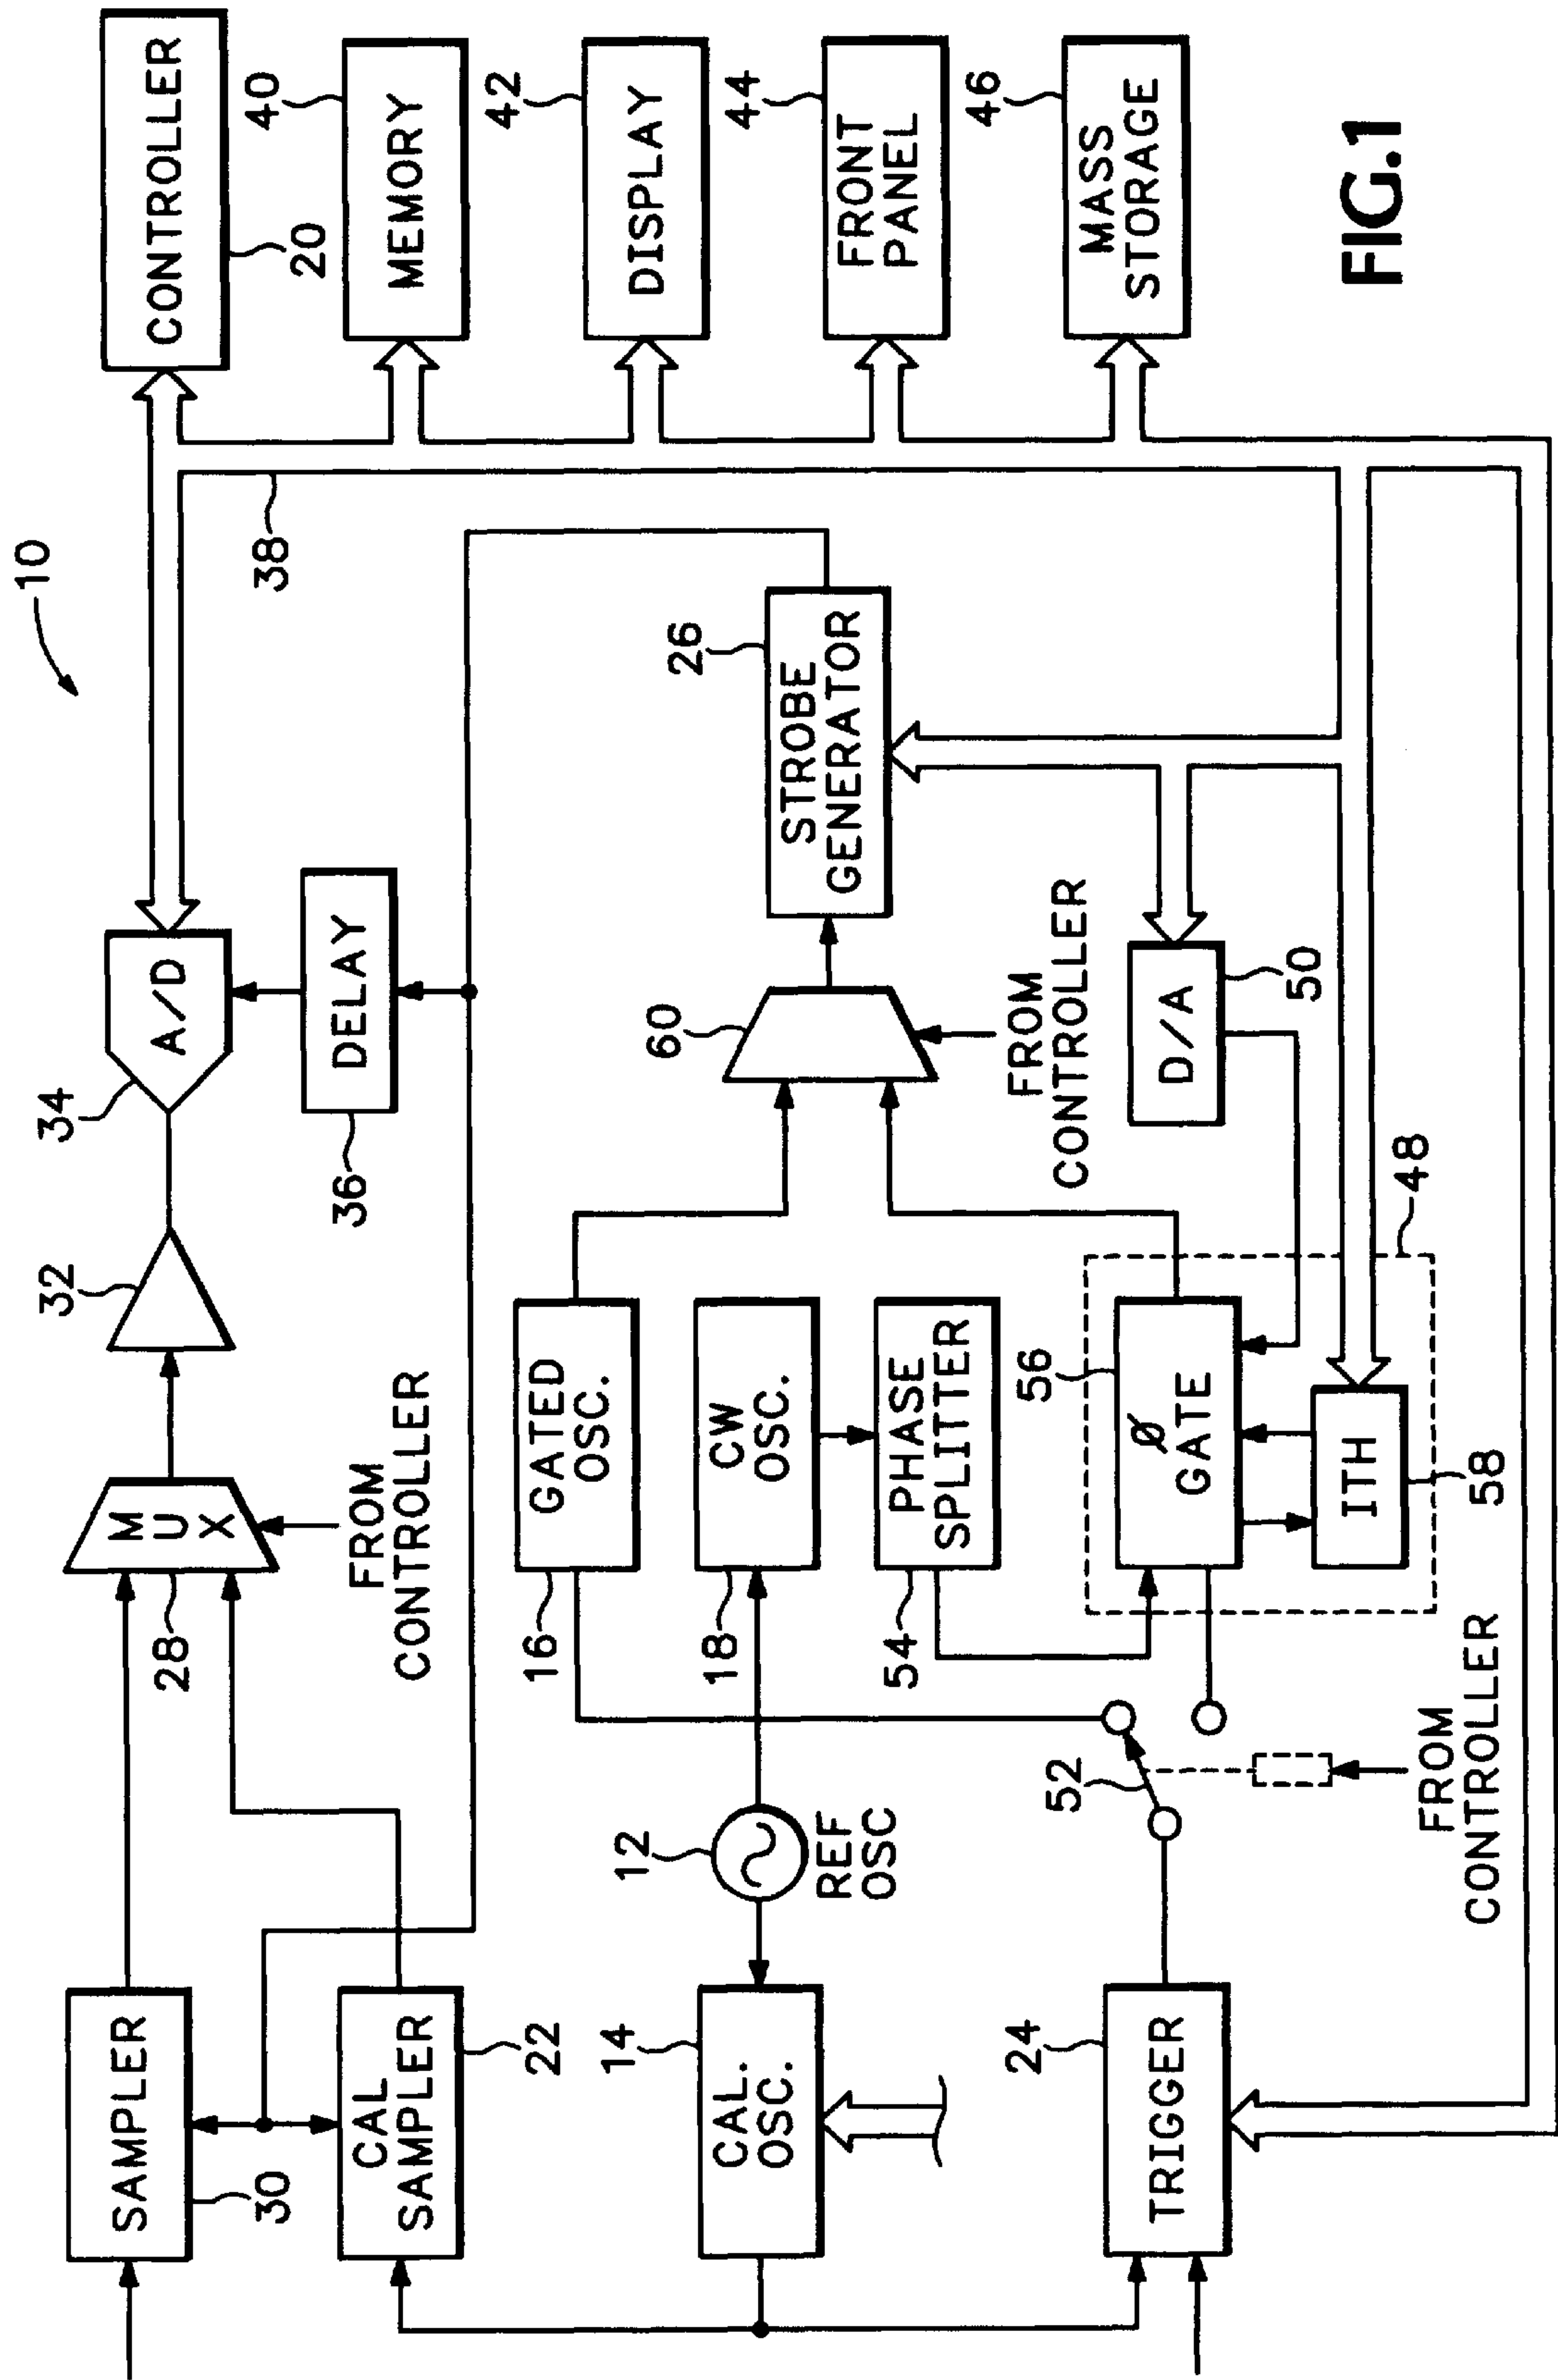 10
SAMPLER
30
CAL
SAMPLER
22
MUX
28
FROM
CONTROLLER
32
34
A/D
DELAY
36
38
CONTROLLER
20
40
MEMORY
42
DISPLAY
44
FRONT
PANEL
46
MASS
STORAGE
GATED
OSC.
16
CW
OSC.
18
PHASE
SPLITTER
54
12
REF
OSC
14
CAL.
OSC.
60
FROM
CONTROLLER
26
STROBE
GENERATOR
D/A
50
48
56
Ø
GATE
ITH
58
52
FROM
CONTROLLER
24
TRIGGER
FIG.1